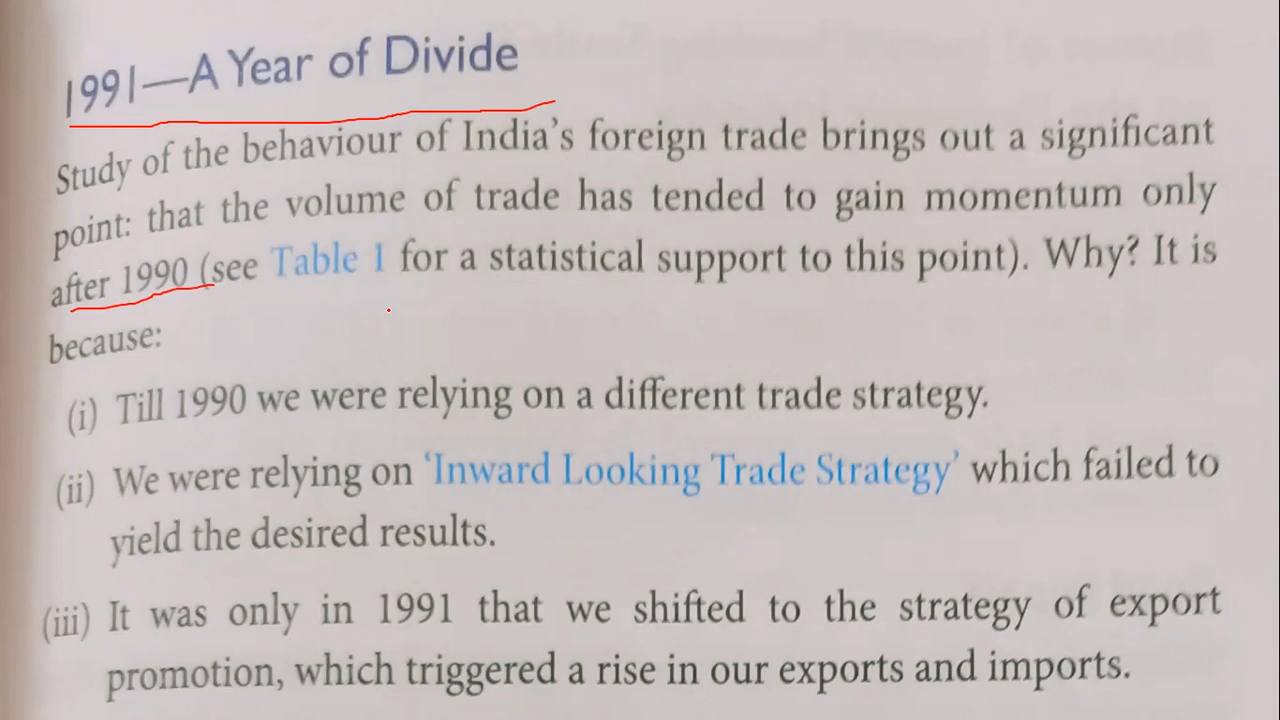 1991—A Year of Divide
Study of the behaviour of India's foreign trade brings out a significant
point: that the volume of trade has tended to gain momentum only
after 1990 (see Table 1 for a statistical support to this point). Why? It is
because:
(i) Till 1990 we were relying on a different trade strategy.
(ii) We were relying on ‘Inward Looking Trade Strategy’ which failed to
yield the desired results.
(iii) It was only in 1991 that we shifted to the strategy of export
promotion, which triggered a rise in our exports and imports.